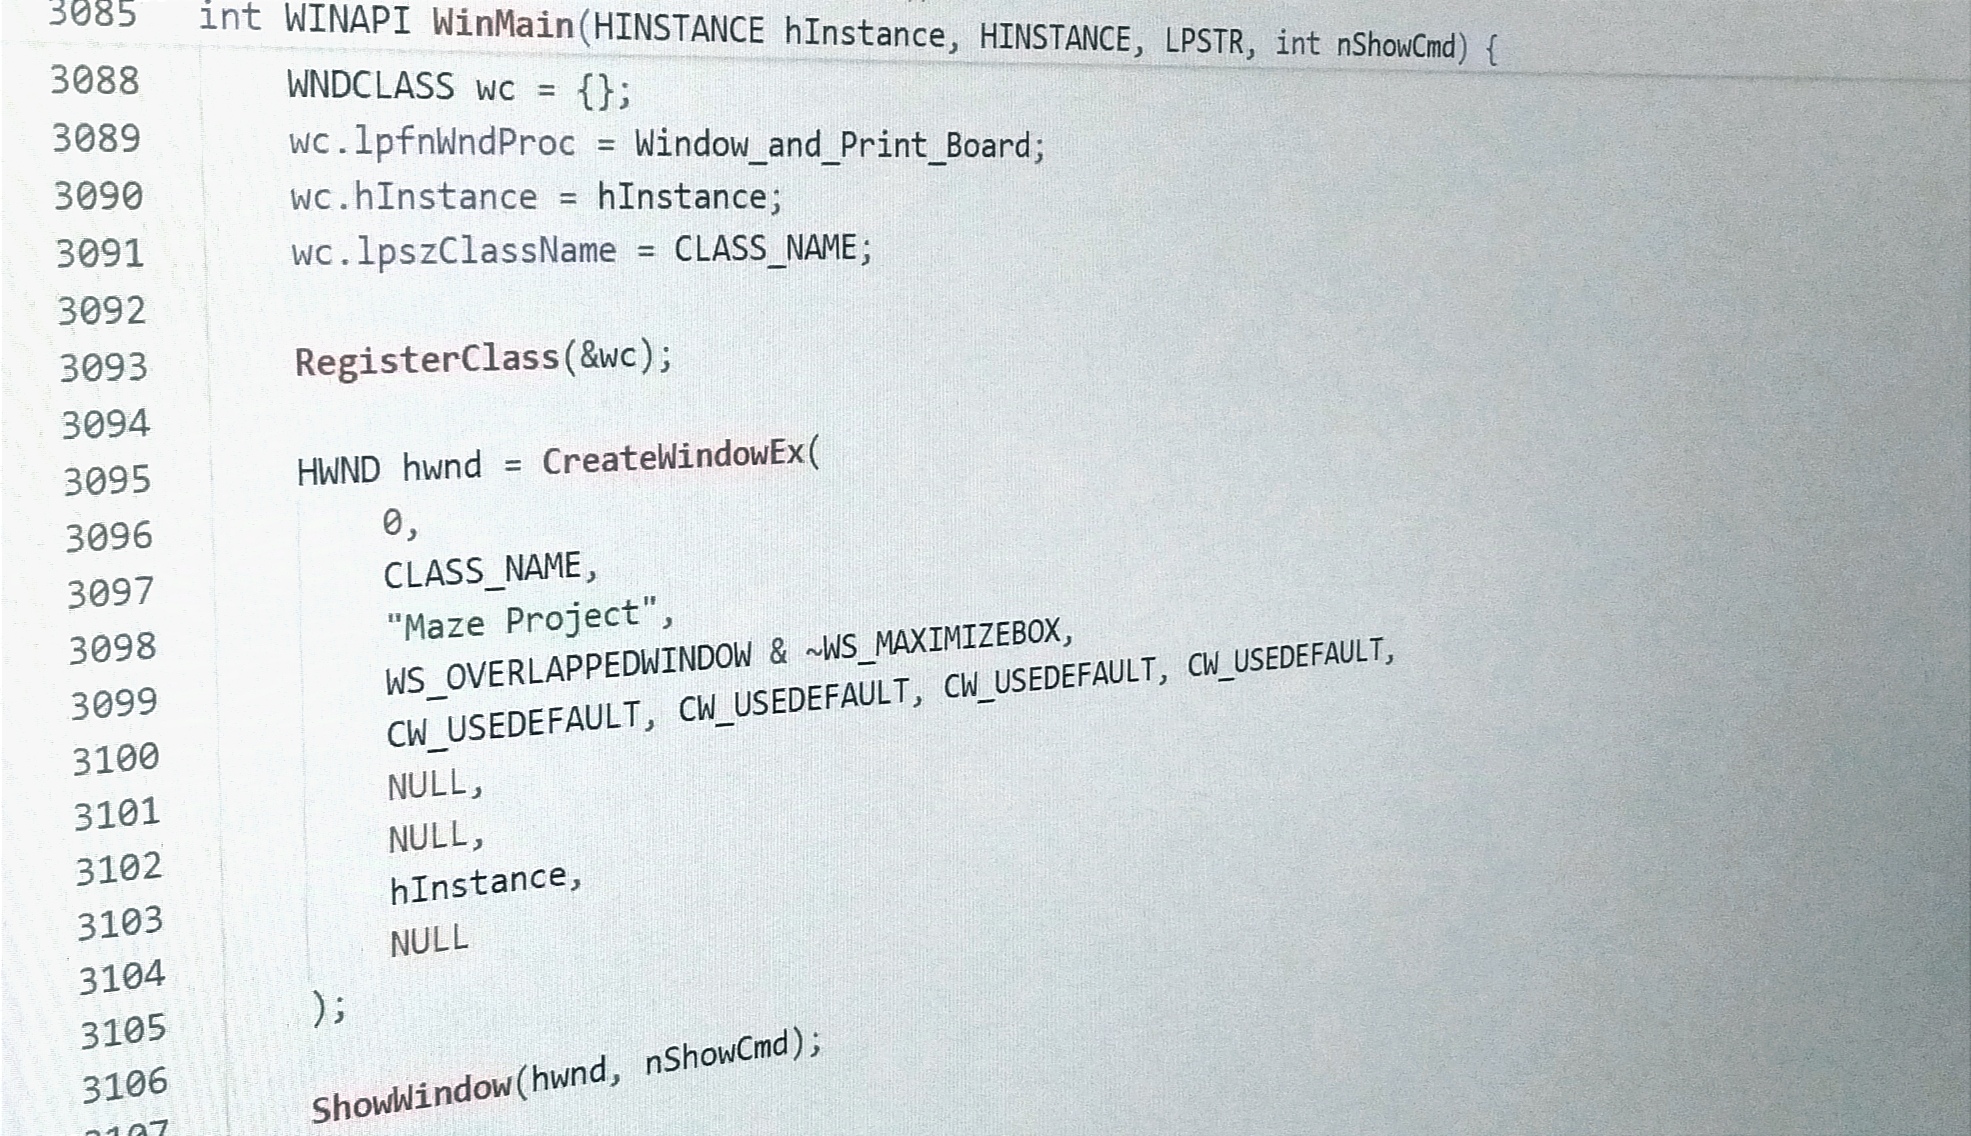 3085 int WINAPI WinMain(HINSTANCE hInstance, HINSTANCE, LPSTR, int nShowCmd) {
3088 WNDCLASS wc = {};
3089 wc.lpfnWndProc = Window_and_Print_Board;
3090 wc.hInstance = hInstance;
3091 wc.lpszClassName = CLASS_NAME;
3092
3093 RegisterClass(&wc);
3094
3095 HWND hwnd = CreateWindowEx(
3096 0,
3097 CLASS_NAME,
3098 "Maze Project",
3099 WS_OVERLAPPEDWINDOW & ~WS_MAXIMIZEBOX,
3100 CW_USEDEFAULT, CW_USEDEFAULT, CW_USEDEFAULT, CW_USEDEFAULT,
3101 NULL,
3102 NULL,
3103 hInstance,
3104 NULL
3105 );
3106 ShowWindow(hwnd, nShowCmd);
3107